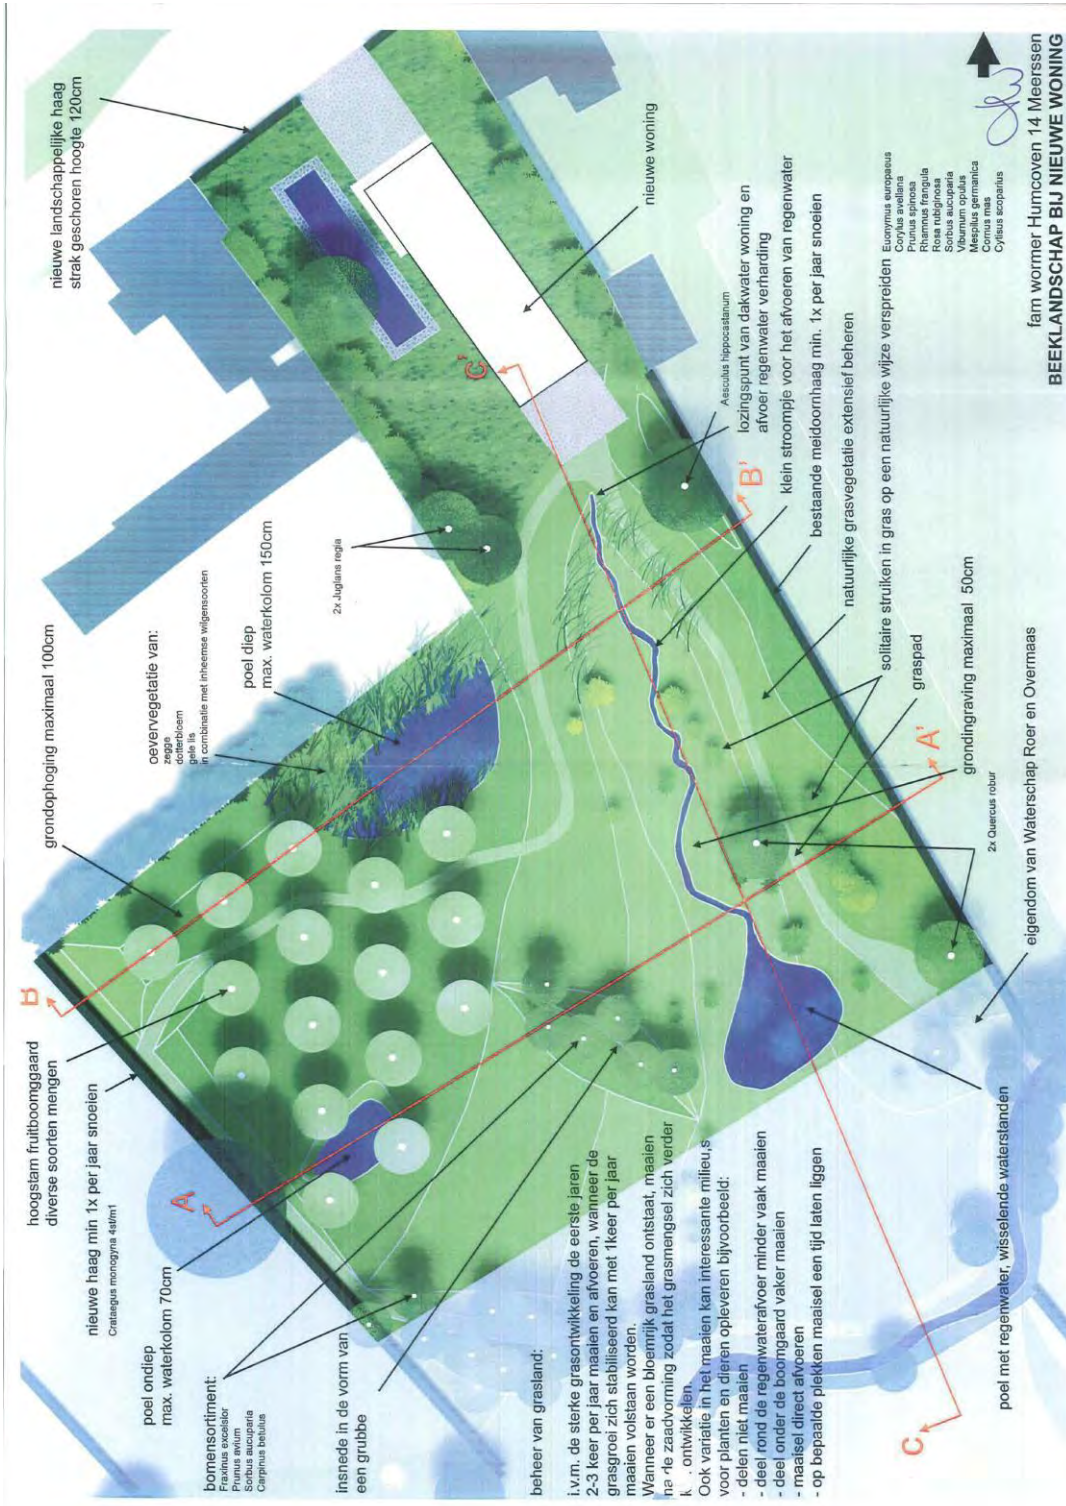 nieuwe landschappelijke haag
strak geschoren hoogte 120cm
nieuwe woning
fam wormer Humcoven 14 Meerssen
BEEKLANDSCHAP BIJ NIEUWE WONING
Euonymus europaeus
Corylus avellana
Prunus spinosa
Rhamnus frangula
Rosa rubiginosa
Sorbus aucuparia
Viburnum opulus
Mespilus germanica
Cornus mas
Cytisus scoparius
Aesculus hippocastanum
lozingspunt van dakwater woning en
afvoer regenwater verharding
klein stroompje voor het afvoeren van regenwater
bestaande meidoornhaag min. 1x per jaar snoeien
natuurlijke grasvegetatie extensief beheren
solitaire struiken in gras op een natuurlijke wijze verspreiden
graspad
grondingraving maximaal 50cm
2x Quercus robur
eigendom van Waterschap Roer en Overmaas
poel met regenwater, wisselende waterstanden
2x Juglans regia
poel diep
max. waterkolom 150cm
oevervegetatie van:
zegge
dotterbloem
gele lis
in combinatie met inheemse wilgensoorten
grondophoging maximaal 100cm
hoogstam fruitboomggaard
diverse soorten mengen
nieuwe haag min 1x per jaar snoeien
Crataegus monogyna 4st/m1
poel ondiep
max. waterkolom 70cm
bomensortiment:
Fraxinus excelsior
Prunus avium
Sorbus aucuparia
Carpinus betulus
insnede in de vorm van
een grubbe
beheer van grasland:
i.v.m. de sterke grasontwikkeling de eerste jaren
2-3 keer per jaar maaien en afvoeren, wanneer de
grasgroei zich stabiliseerd kan met 1keer per jaar
maaien volstaan worden.
Wanneer er een bloemrijk grasland ontstaat, maaien
na de zaadvorming zodat het grasmengsel zich verder
ontwikkelen
Ook variatie in het maaien kan interessante milieu,s
voor planten en dieren opleveren bijvoorbeeld:
- delen niet maaien
- deel rond de regenwaterafvoer minder vaak maaien
- deel onder de boomgaard vaker maaien
- maaisel direct afvoeren
- op bepaalde plekken maaisel een tijd laten liggen
A
A'
B
B'
C
C'